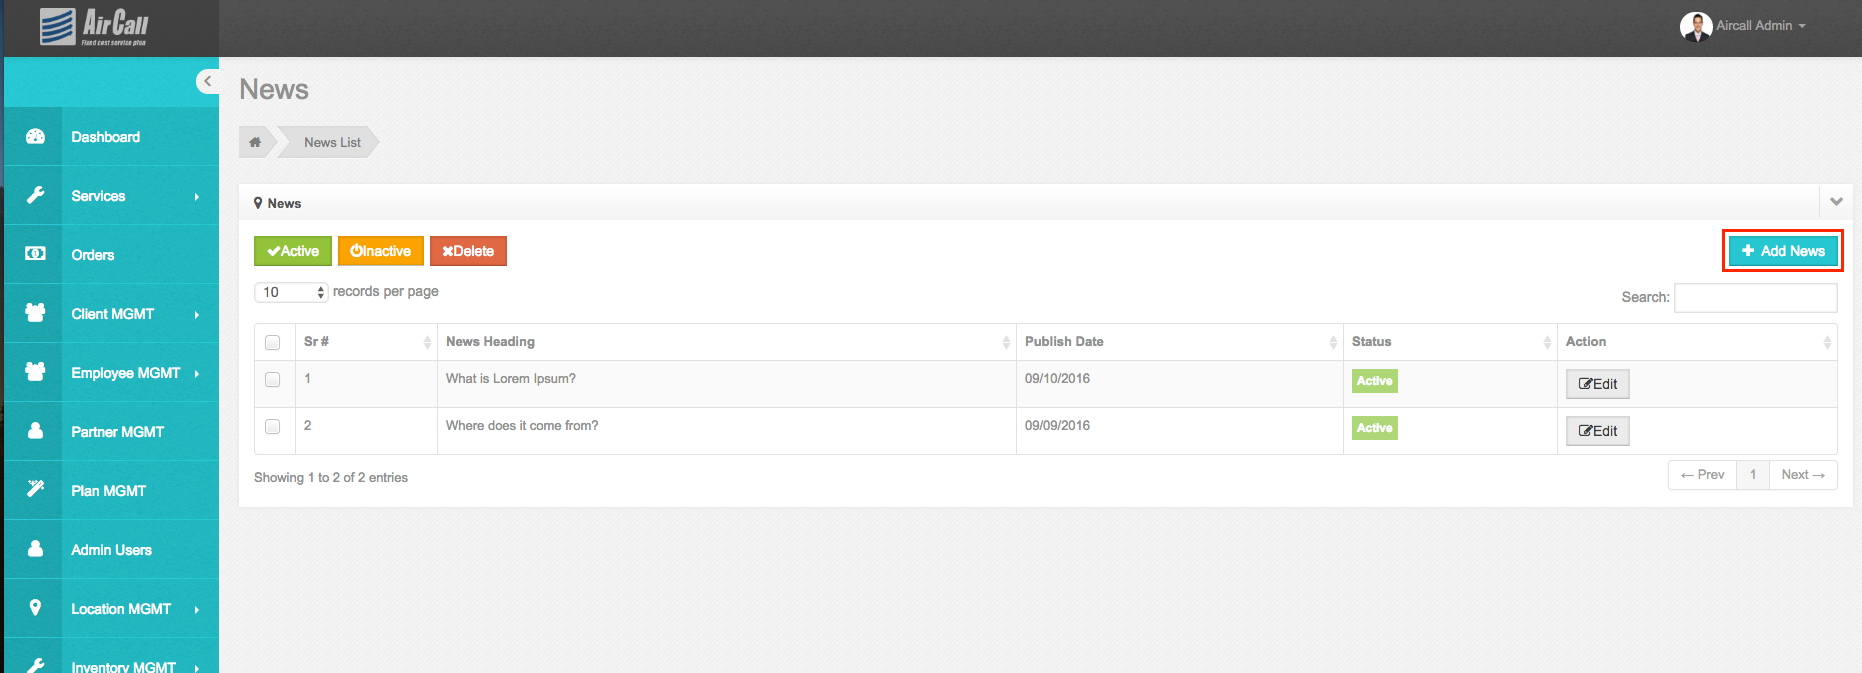 AirCall
Fixed cost service plan
Aircall Admin
News
Dashboard
Services
Orders
Client MGMT
Employee MGMT
Partner MGMT
Plan MGMT
Admin Users
Location MGMT
Inventory MGMT
News List
News
Active Inactive Delete
Add News
10 records per page
Search:
Sr # News Heading Publish Date Status Action
1 What is Lorem Ipsum? 09/10/2016 Active Edit
2 Where does it come from? 09/09/2016 Active Edit
Showing 1 to 2 of 2 entries
← Prev 1 Next →